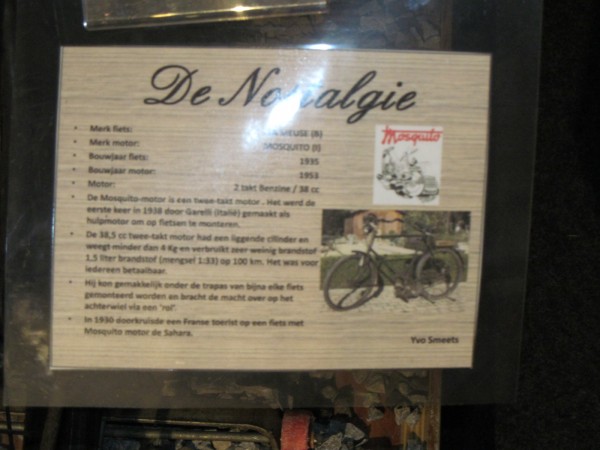 De Nostalgie
• Merk fiets: MEUSE (B)
• Merk motor: MOSQUITO (I)
• Bouwjaar fiets: 1935
• Bouwjaar motor: 1953
• Motor: 2 takt Benzine / 38 cc
• De Mosquito-motor is een twee-takt motor . Het werd de
eerste keer in 1938 door Garelli (Italië) gemaakt als
hulpmotor om op fietsen te monteren.
• De 38,5 cc twee-takt motor had een liggende cilinder en
weegt minder dan 4 Kg en verbruikt zeer weinig brandstof
1,5 liter brandstof (mengsel 1:33) op 100 km. Het was voor
iedereen betaalbaar.
• Hij kon gemakkelijk onder de trapas van bijna elke fiets
gemonteerd worden en bracht de macht over op het
achterwiel via een 'rol'.
• In 1930 doorkruisde een Franse toerist op een fiets met
Mosquito motor de Sahara.
Mosquito
Yvo Smeets